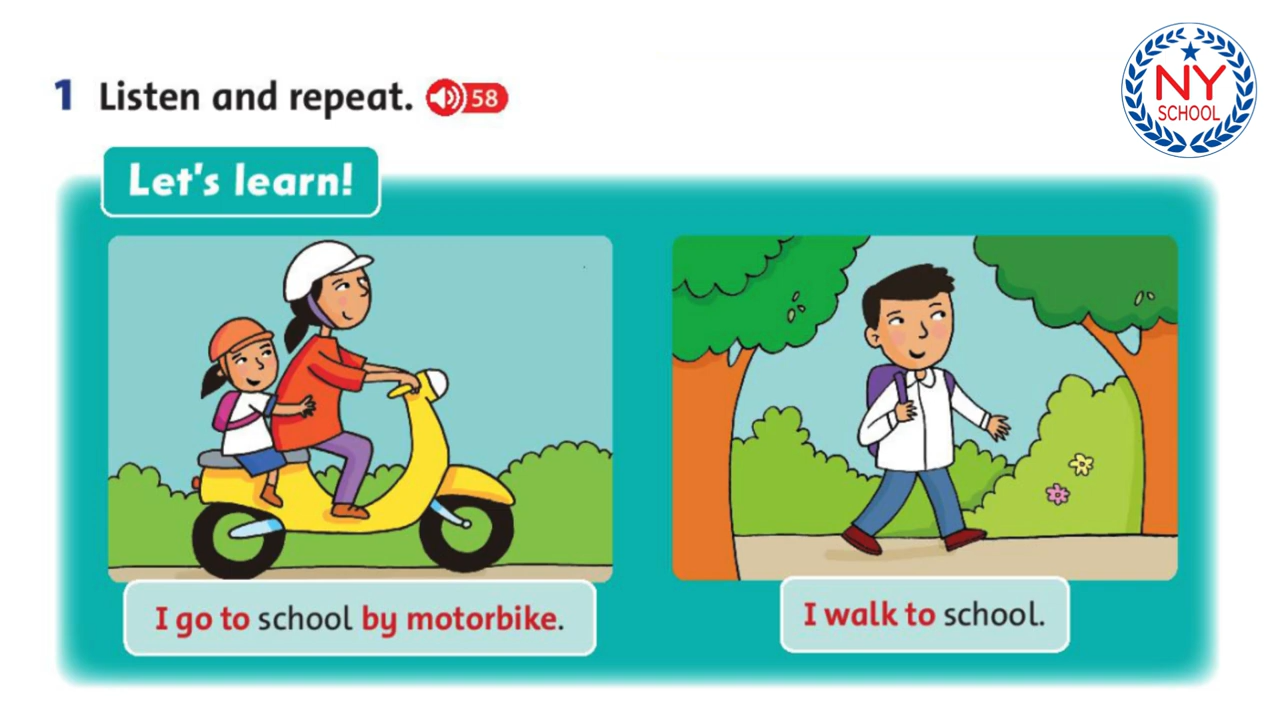 1 Listen and repeat. 58
NY
SCHOOL
Let's learn!
I go to school by motorbike.
I walk to school.